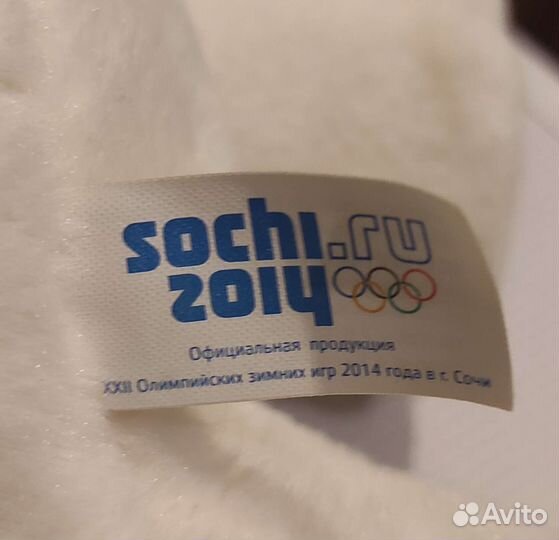 sochi.ru
2014
Официальная продукция
XXII Олимпийских зимних игр 2014 года в г. Сочи
Avito